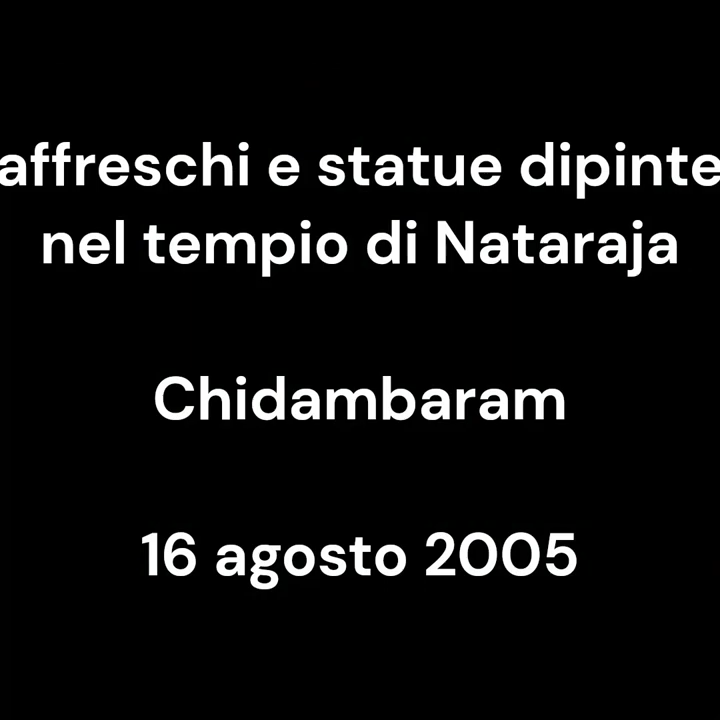 affreschi e statue dipinte
nel tempio di Nataraja
Chidambaram
16 agosto 2005